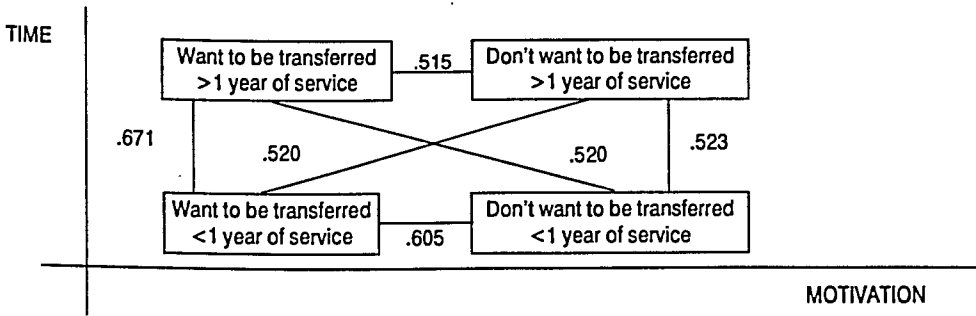 TIME
Want to be transferred
>1 year of service
.515
Don't want to be transferred
>1 year of service
.671
.520
.520
.523
Want to be transferred
<1 year of service
.605
Don't want to be transferred
<1 year of service
MOTIVATION